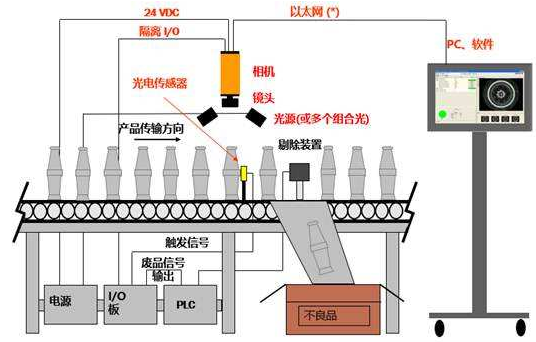 24 VDC
以太网 (*)
隔离 I/O
PC、软件
相机
光电传感器
镜头
光源(或多个组合光)
产品传输方向
剔除装置
触发信号
废品信号
输出
电源
I/O
板
PLC
不良品